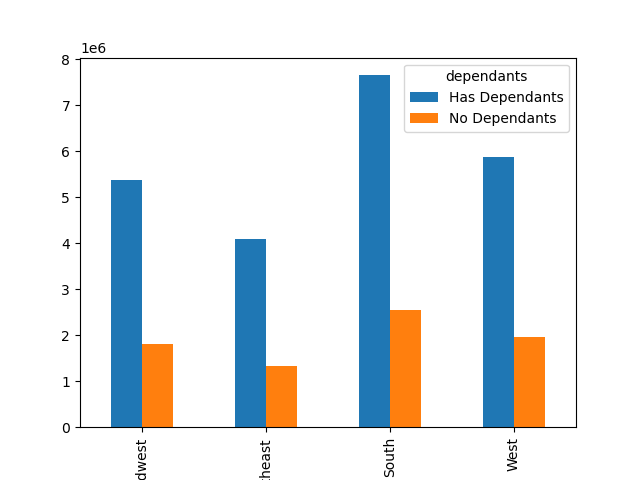 1e6
8
7
6
5
4
3
2
1
0
dependants
Has Dependants
No Dependants
dwest
heast
South
West